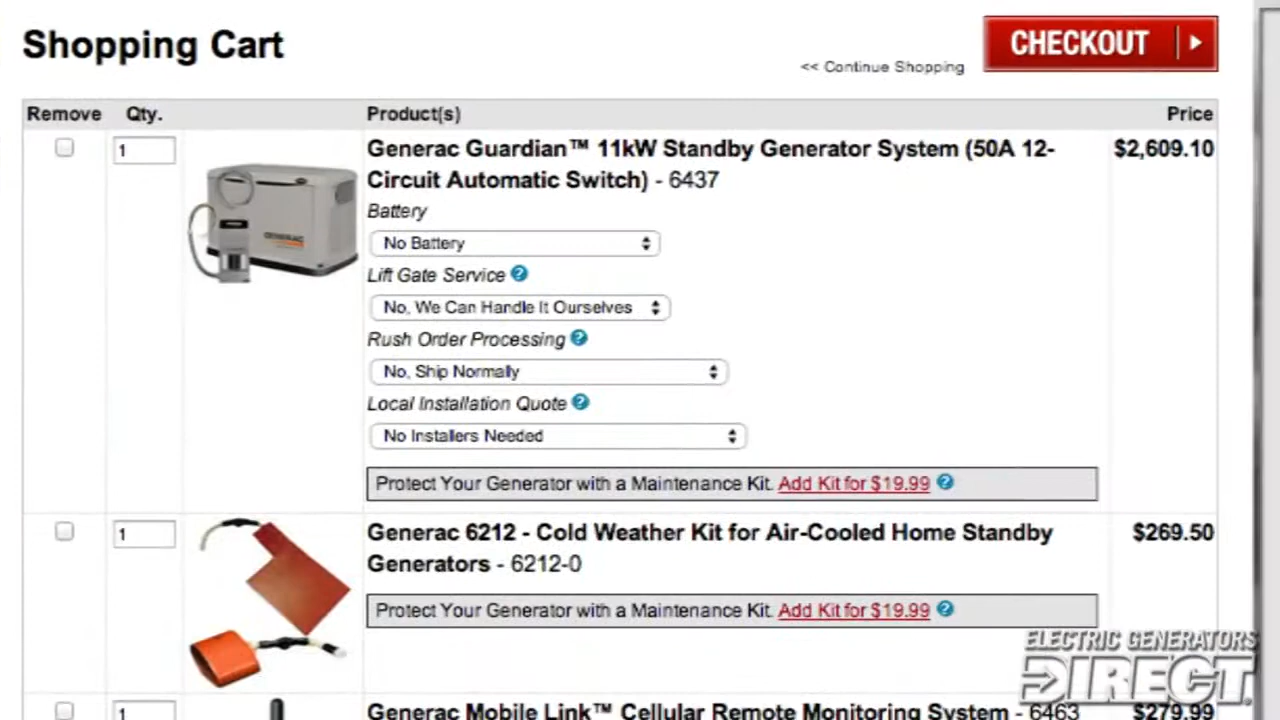 Shopping Cart
<< Continue Shopping
CHECKOUT
Remove Qty. Product(s) Price
1
Generac Guardian™ 11kW Standby Generator System (50A 12-
Circuit Automatic Switch) - 6437
$2,609.10
GENERAC
Battery
No Battery
Lift Gate Service ?
No, We Can Handle It Ourselves
Rush Order Processing ?
No, Ship Normally
Local Installation Quote ?
No Installers Needed
Protect Your Generator with a Maintenance Kit. Add Kit for $19.99 ?
1
Generac 6212 - Cold Weather Kit for Air-Cooled Home Standby
Generators - 6212-0
$269.50
Protect Your Generator with a Maintenance Kit. Add Kit for $19.99 ?
ELECTRIC GENERATORS
DIRECT
1
Generac Mobile Link™ Cellular Remote Monitoring System - 6463
$279.99